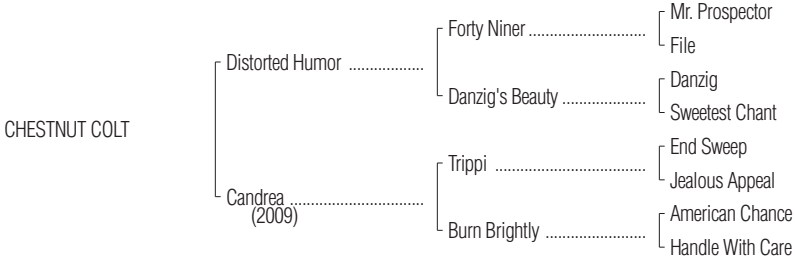 Mr. Prospector
Forty Niner ............................
File
Distorted Humor ..................
Danzig
Danzig's Beauty ....................
Sweetest Chant
CHESTNUT COLT
End Sweep
Trippi ....................................
Jealous Appeal
Candrea ................................
(2009)
American Chance
Burn Brightly ........................
Handle With Care